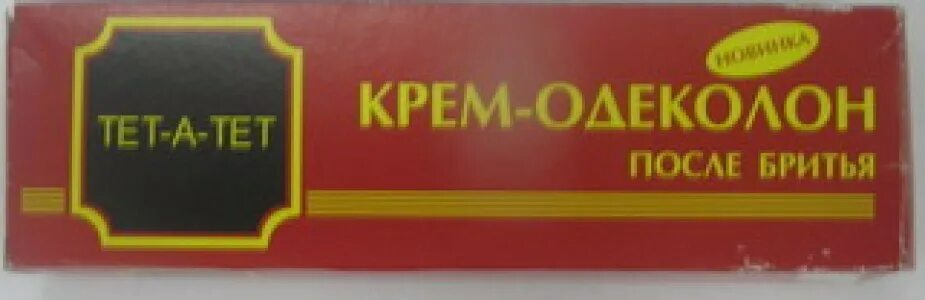 ТЕТ-А-ТЕТ
НОВИНКА
КРЕМ-ОДЕКОЛОН
ПОСЛЕ БРИТЬЯ